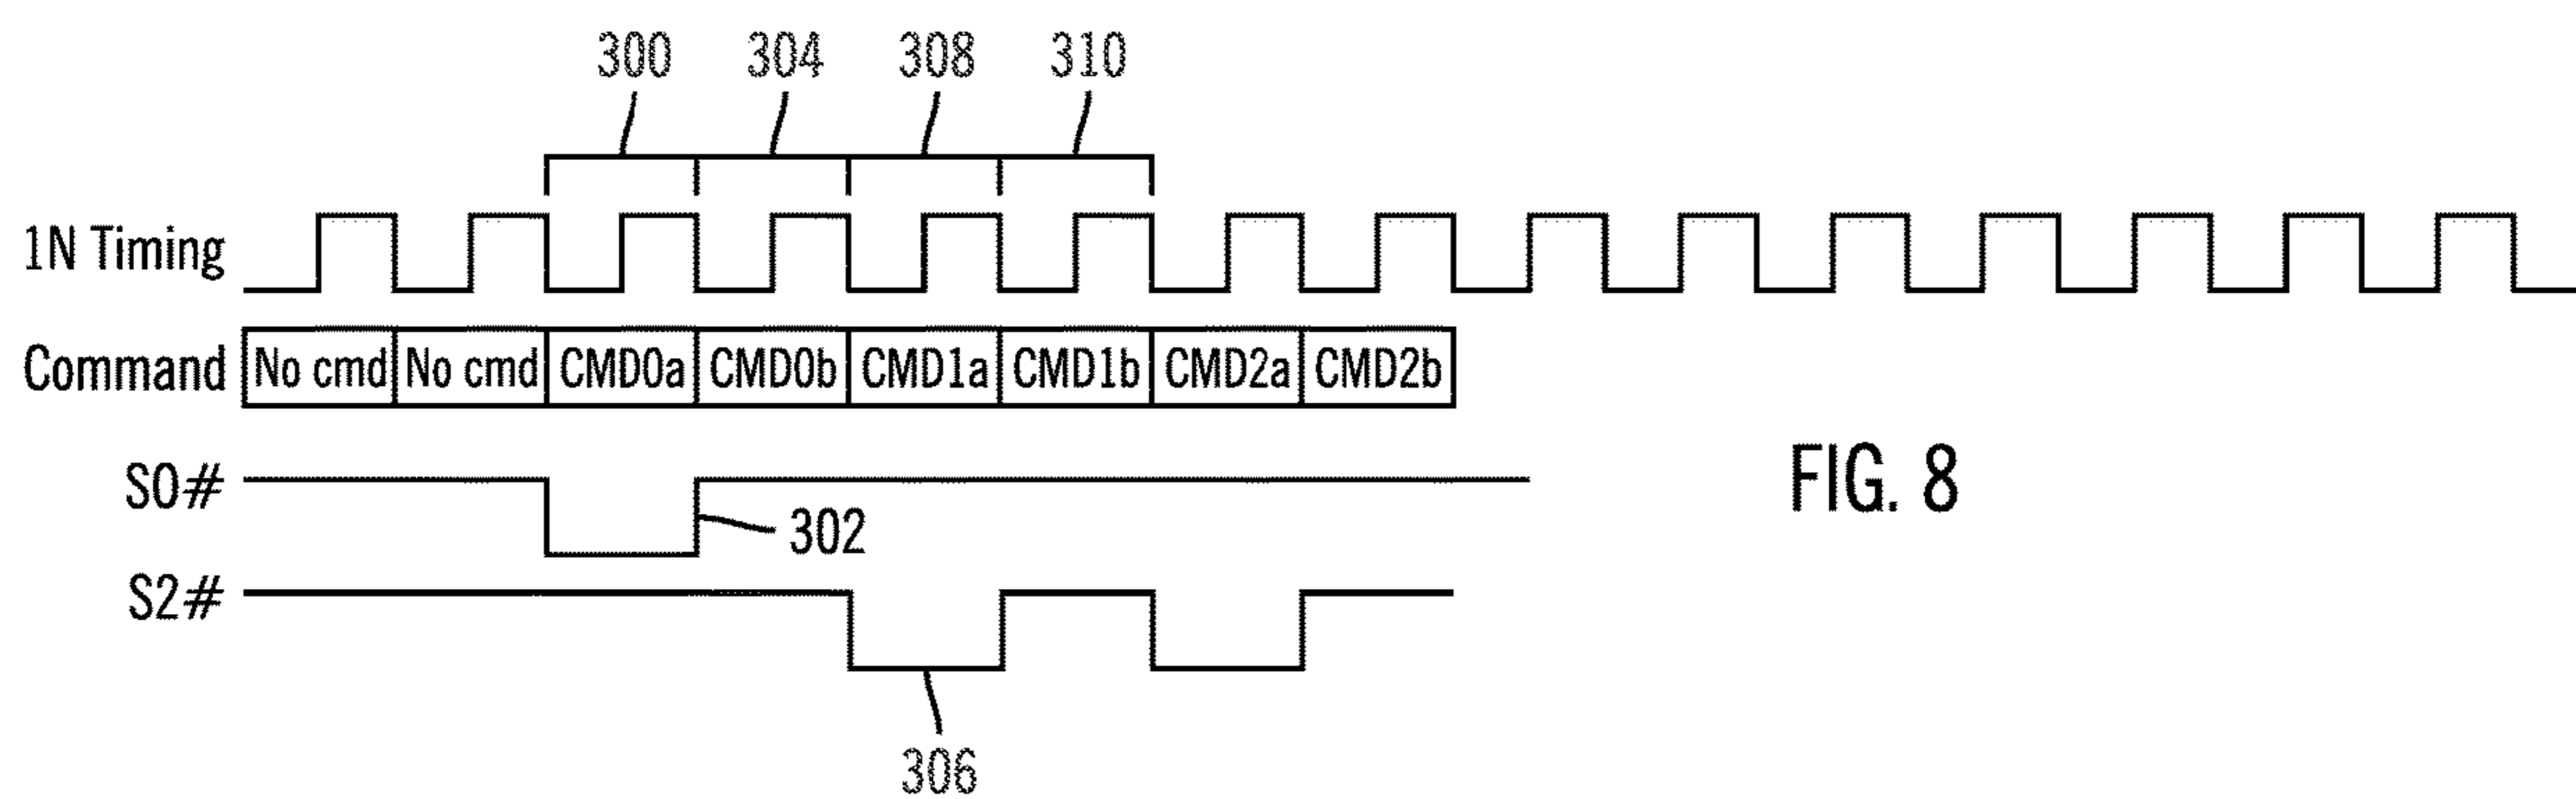 300 304 308 310
1N Timing
Command No cmd No cmd CMD0a CMD0b CMD1a CMD1b CMD2a CMD2b
S0#
302
S2#
306
FIG. 8